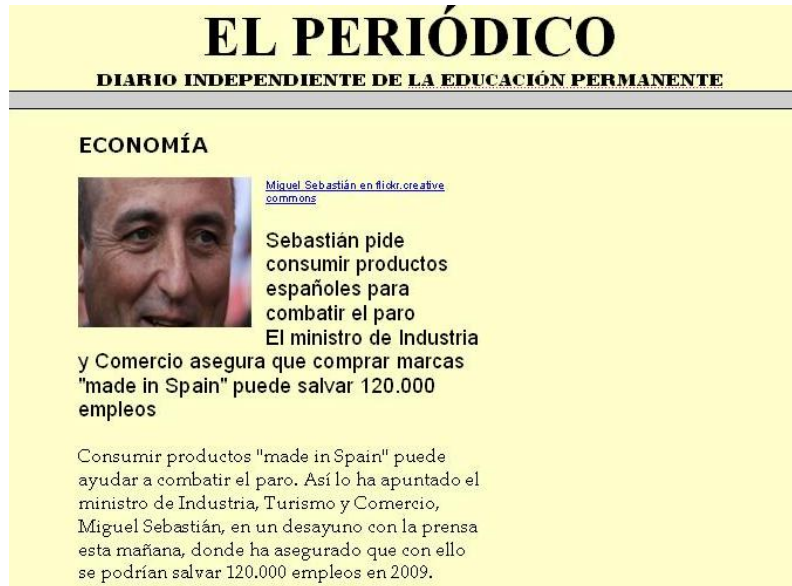 EL PERIÓDICO
DIARIO INDEPENDIENTE DE LA EDUCACIÓN PERMANENTE
ECONOMÍA
Miguel Sebastián en flickr.creative
commons
Sebastián pide
consumir productos
españoles para
combatir el paro
El ministro de Industria
y Comercio asegura que comprar marcas
"made in Spain" puede salvar 120.000
empleos
Consumir productos "made in Spain" puede
ayudar a combatir el paro. Así lo ha apuntado el
ministro de Industria, Turismo y Comercio,
Miguel Sebastián, en un desayuno con la prensa
esta mañana, donde ha asegurado que con ello
se podrían salvar 120.000 empleos en 2009.